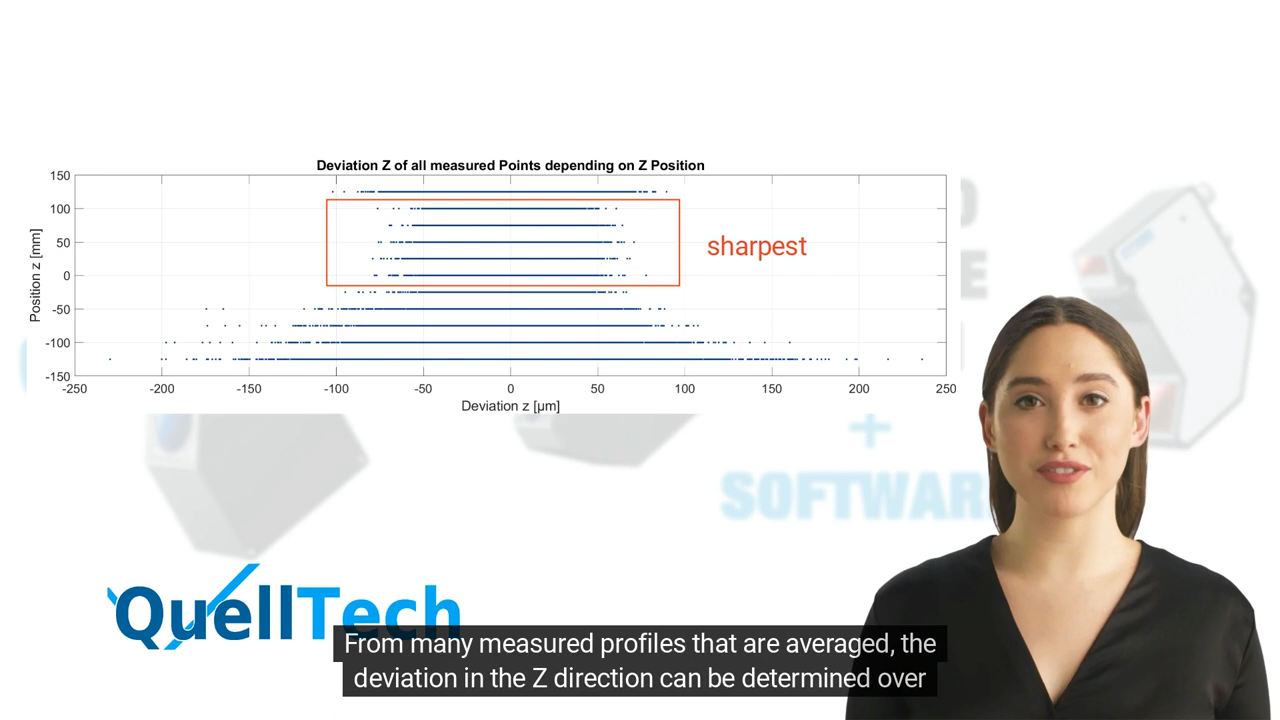 Deviation Z of all measured Points depending on Z Position
150
100
50
0
-50
-100
-150
Position z [mm]
-250 -200 -150 -100 -50 0 50 100 150 200 250
Deviation z [µm]
sharpest
+
SOFTWAR
QuellTech
From many measured profiles that are averaged, the
deviation in the Z direction can be determined over